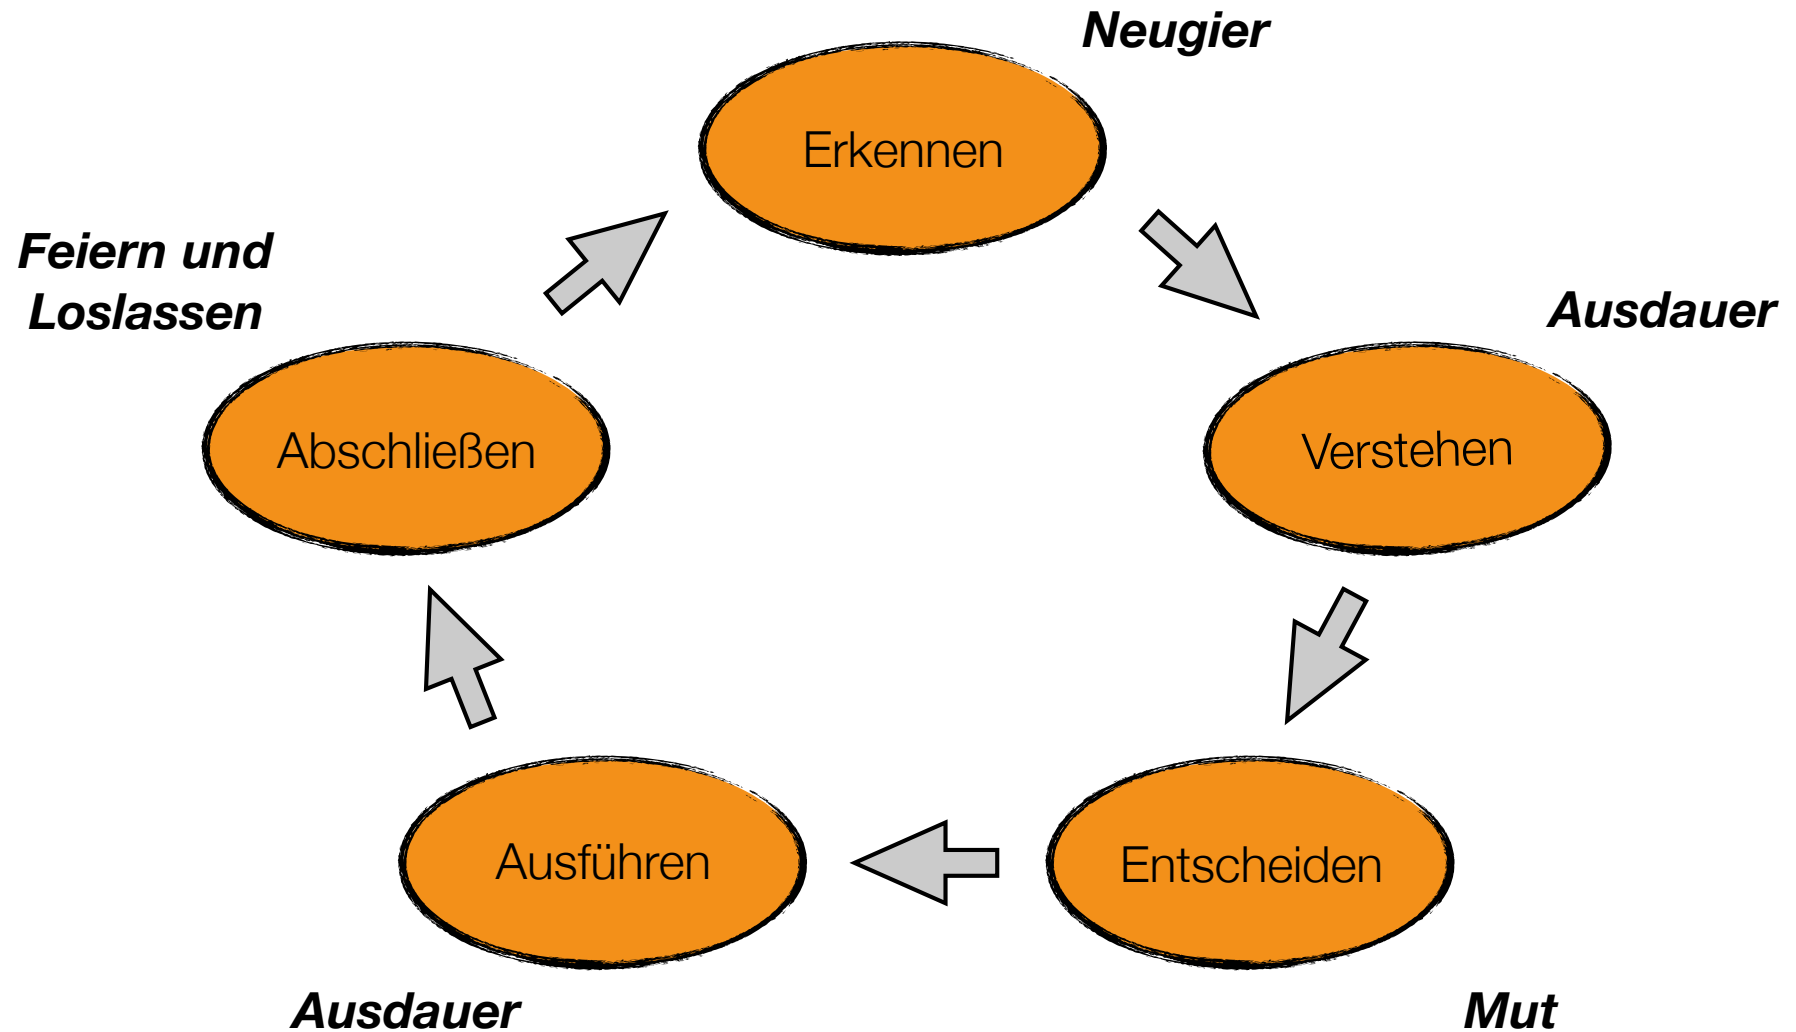 Neugier
Erkennen
Feiern und
Loslassen
Ausdauer
Abschließen
Verstehen
Ausführen
Entscheiden
Ausdauer
Mut